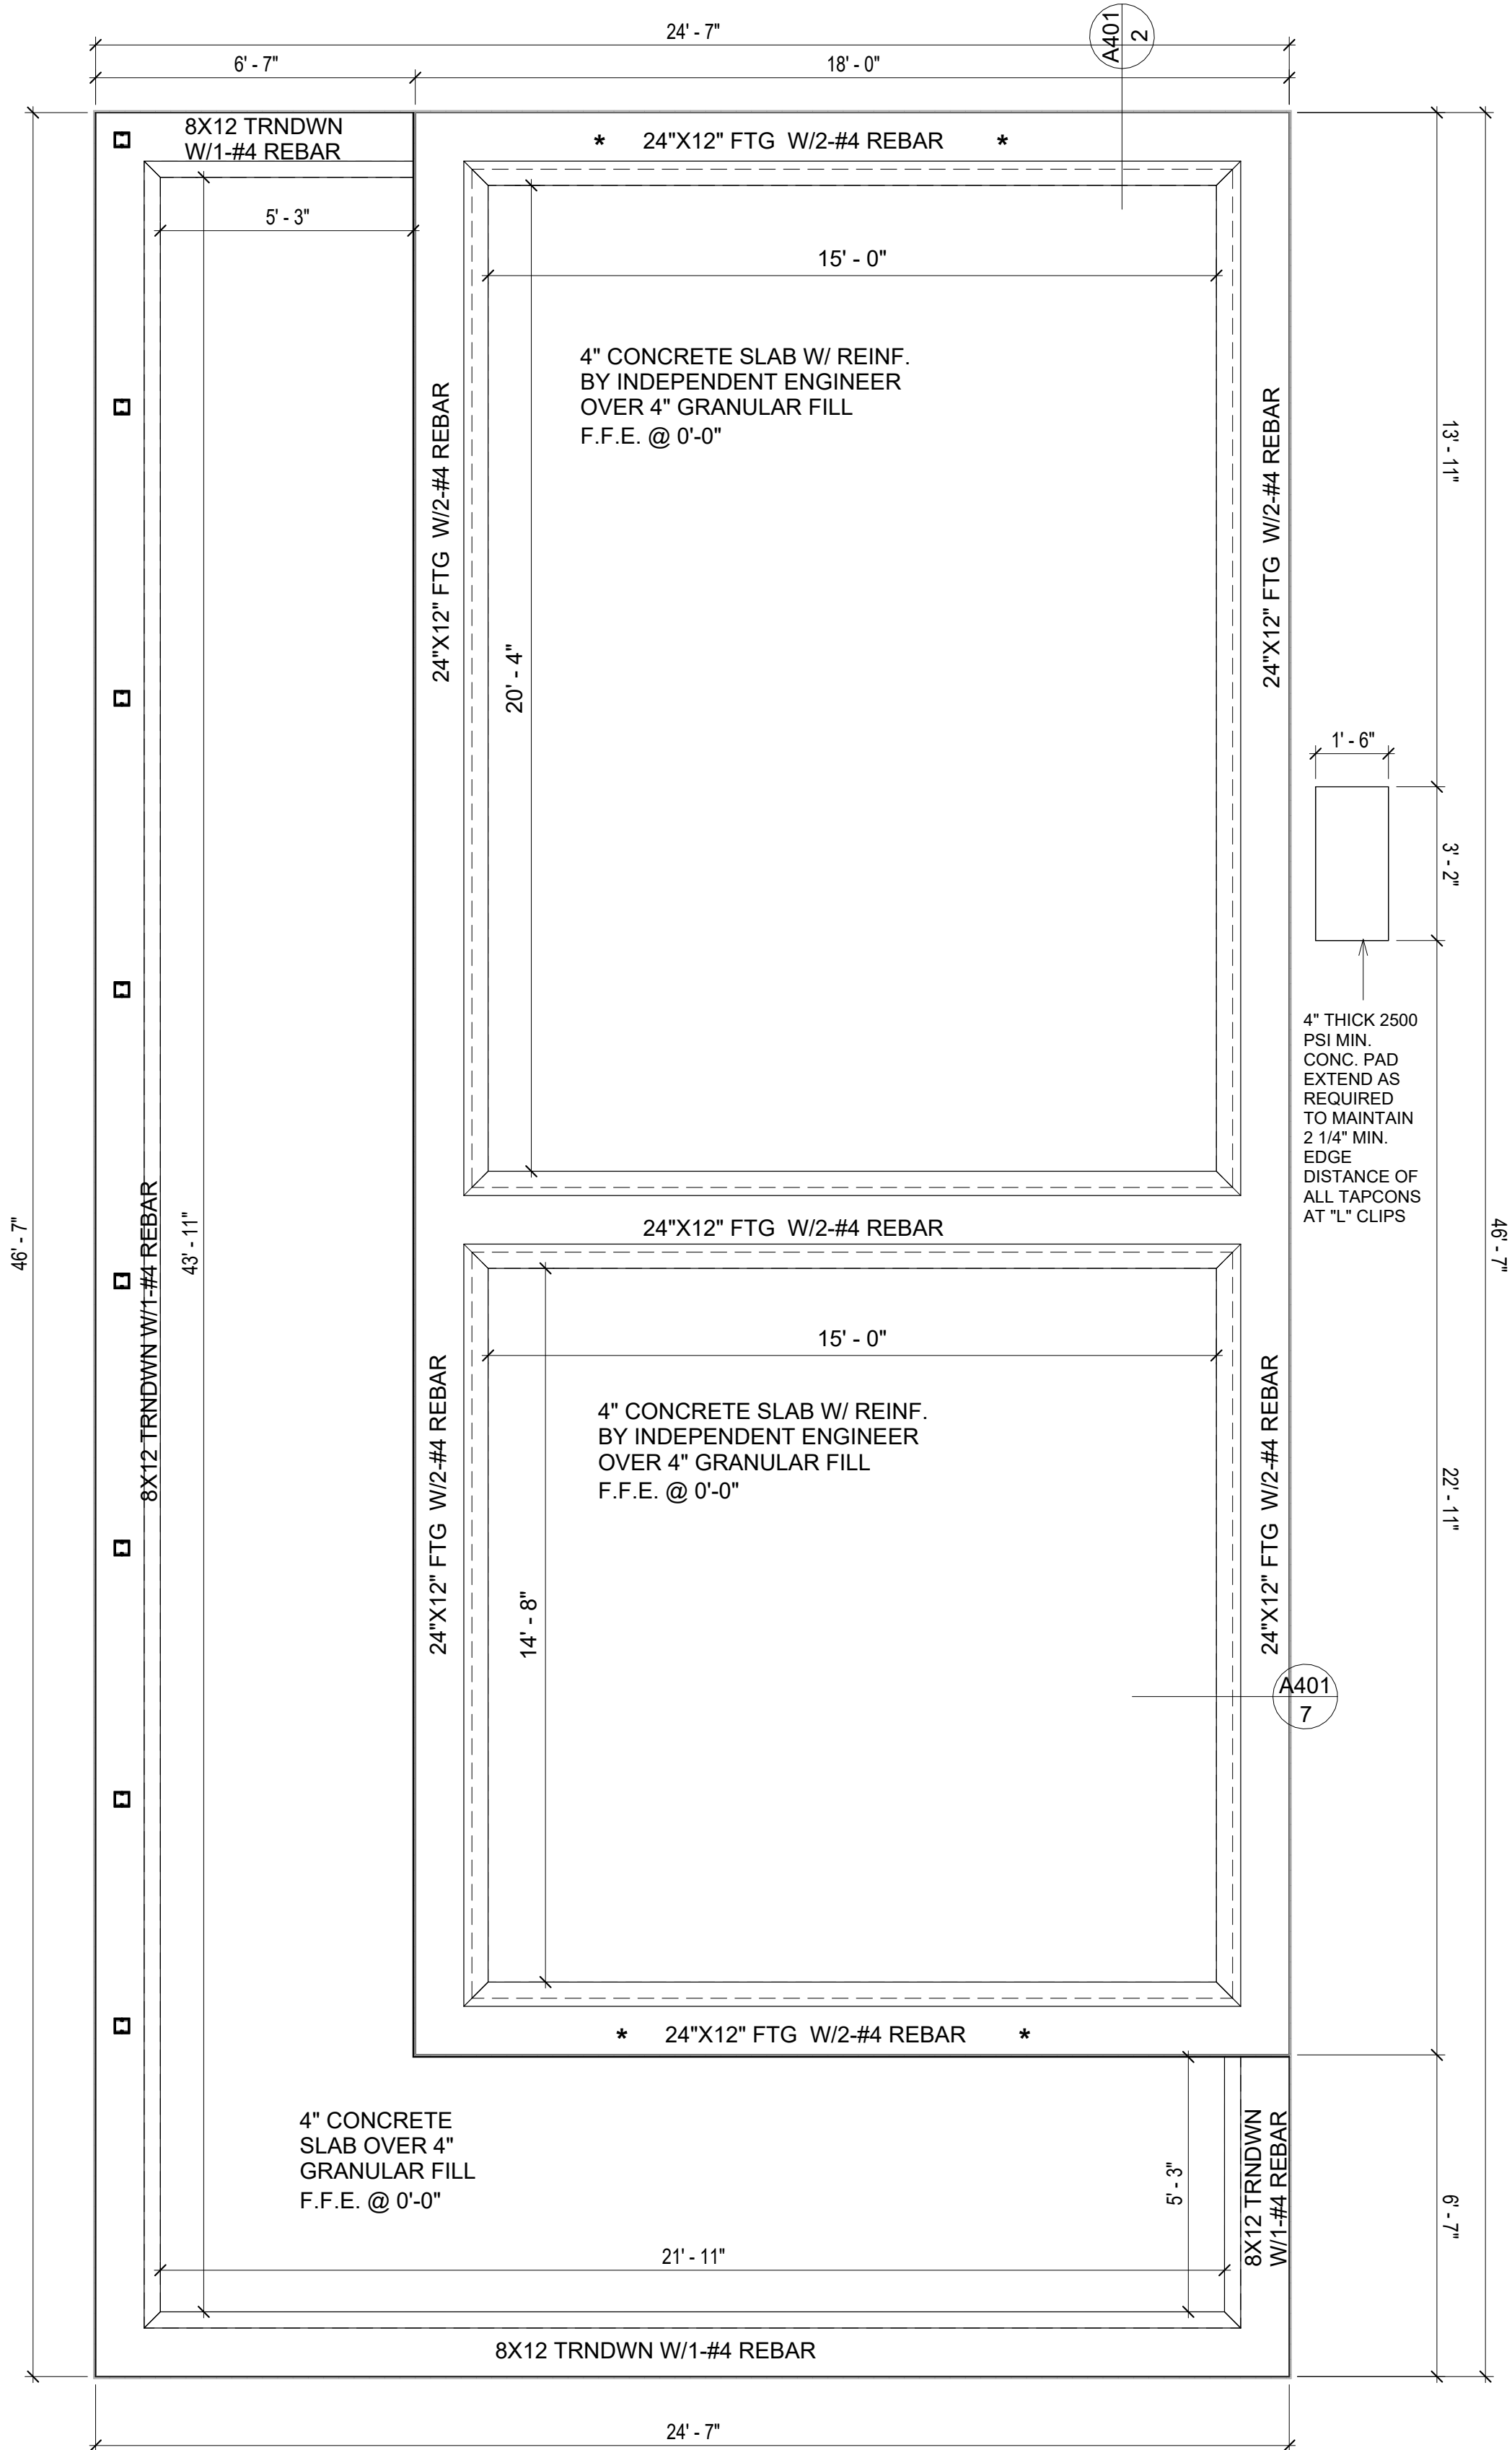 24' - 7"
6' - 7"
18' - 0"
A401
2
8X12 TRNDWN
W/1-#4 REBAR
* 24"X12" FTG W/2-#4 REBAR *
5' - 3"
15' - 0"
4" CONCRETE SLAB W/ REINF.
BY INDEPENDENT ENGINEER
OVER 4" GRANULAR FILL
F.F.E. @ 0'-0"
24"X12" FTG W/2-#4 REBAR
24"X12" FTG W/2-#4 REBAR
20' - 4"
13' - 11"
1' - 6"
3' - 2"
4" THICK 2500
PSI MIN.
CONC. PAD
EXTEND AS
REQUIRED
TO MAINTAIN
2 1/4" MIN.
EDGE
DISTANCE OF
ALL TAPCONS
AT "L" CLIPS
46' - 7"
8X12 TRNDWN W/1-#4 REBAR
43' - 11"
24"X12" FTG W/2-#4 REBAR
46' - 7"
15' - 0"
4" CONCRETE SLAB W/ REINF.
BY INDEPENDENT ENGINEER
OVER 4" GRANULAR FILL
F.F.E. @ 0'-0"
24"X12" FTG W/2-#4 REBAR
24"X12" FTG W/2-#4 REBAR
14' - 8"
22' - 11"
A401
7
* 24"X12" FTG W/2-#4 REBAR *
4" CONCRETE
SLAB OVER 4"
GRANULAR FILL
F.F.E. @ 0'-0"
5' - 3"
8X12 TRNDWN
W/1-#4 REBAR
6' - 7"
21' - 11"
8X12 TRNDWN W/1-#4 REBAR
24' - 7"